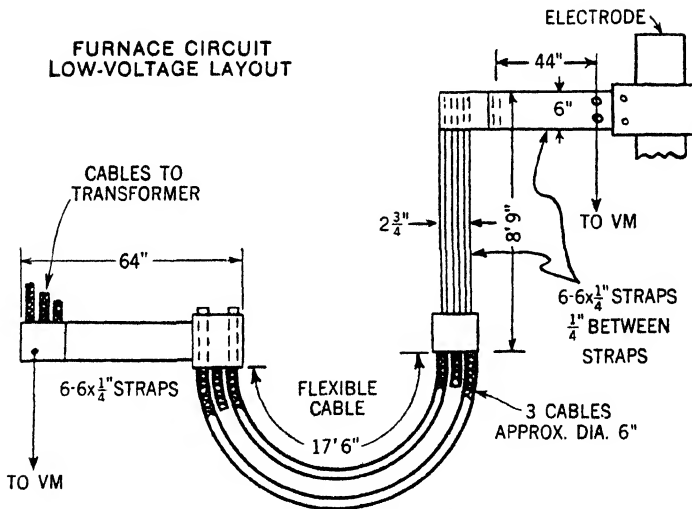 FURNACE CIRCUIT
LOW-VOLTAGE LAYOUT
ELECTRODE
44"
6"
CABLES TO
TRANSFORMER
64"
2 3/4"
8' 9"
TO VM
6-6x1/4" STRAPS
1/4" BETWEEN
STRAPS
6-6x1/4" STRAPS
FLEXIBLE
CABLE
17' 6"
3 CABLES
APPROX. DIA. 6"
TO VM